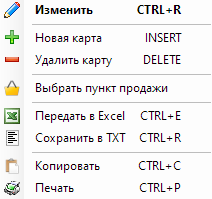 Изменить CTRL+R
Новая карта INSERT
Удалить карту DELETE
Выбрать пункт продажи
Передать в Excel CTRL+E
Сохранить в TXT CTRL+R
Копировать CTRL+C
Печать CTRL+P